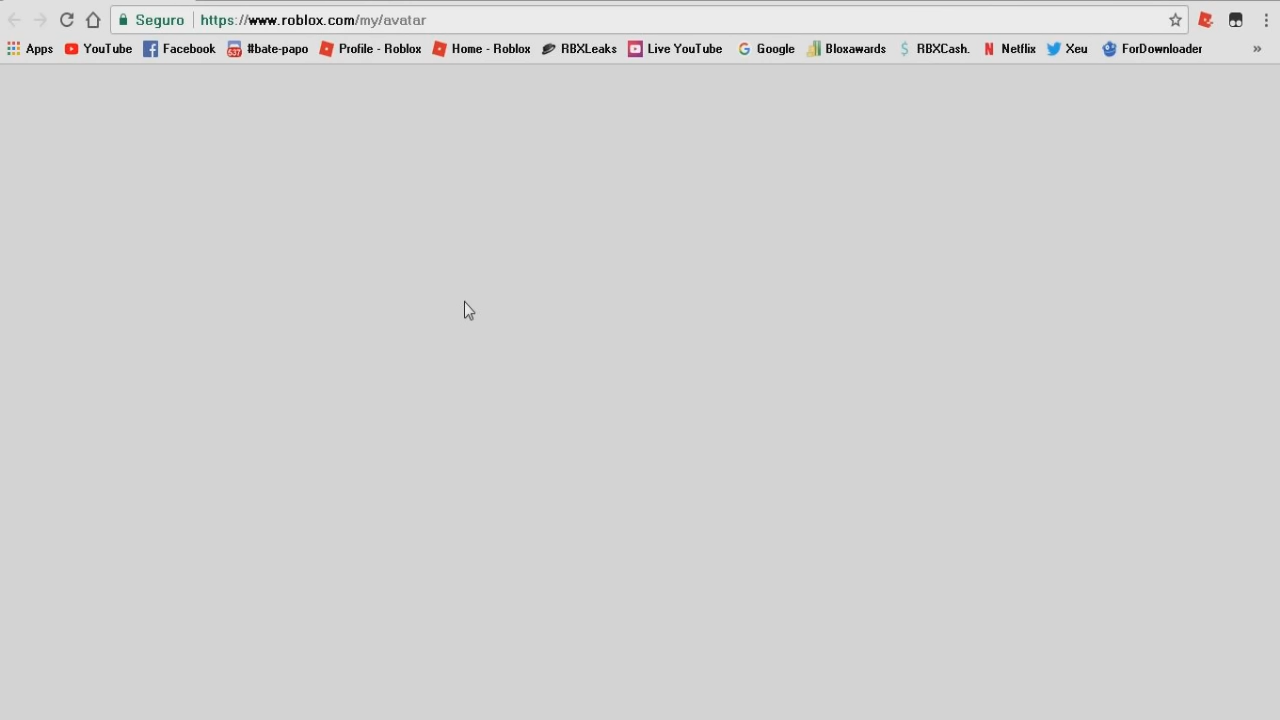 Seguro https://www.roblox.com/my/avatar
Apps YouTube Facebook #bate-papo Profile - Roblox Home - Roblox RBXLeaks Live YouTube Google Bloxawards RBXCash. Netflix Xeu ForDownloader »